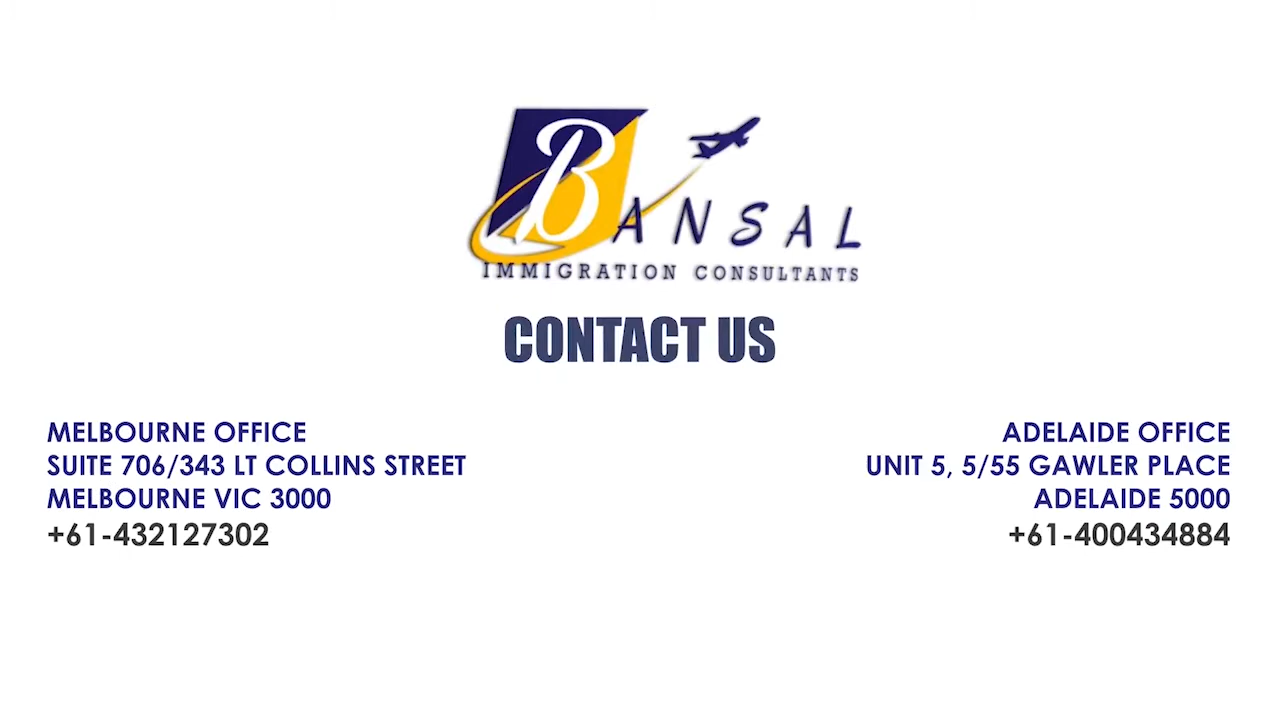 BANSAL
IMMIGRATION CONSULTANTS
CONTACT US
MELBOURNE OFFICE
SUITE 706/343 LT COLLINS STREET
MELBOURNE VIC 3000
+61-432127302
ADELAIDE OFFICE
UNIT 5, 5/55 GAWLER PLACE
ADELAIDE 5000
+61-400434884